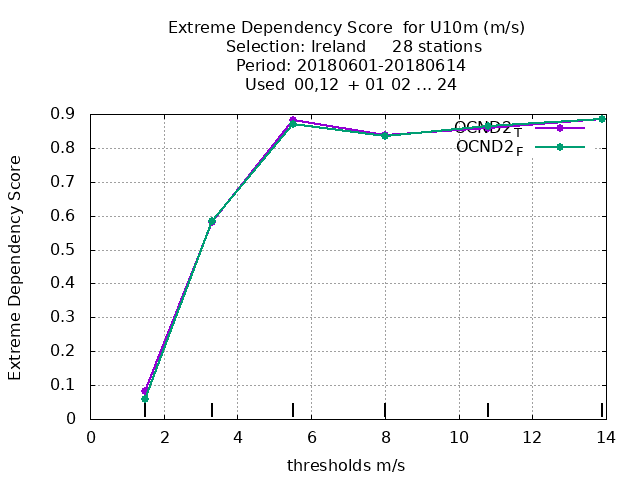 Extreme Dependency Score for U10m (m/s)
Selection: Ireland 28 stations
Period: 20180601-20180614
Used 00,12 + 01 02 ... 24
Extreme Dependency Score
0.9
0.8
0.7
0.6
0.5
0.4
0.3
0.2
0.1
0
OCND2T
OCND2F
0 2 4 6 8 10 12 14
thresholds m/s